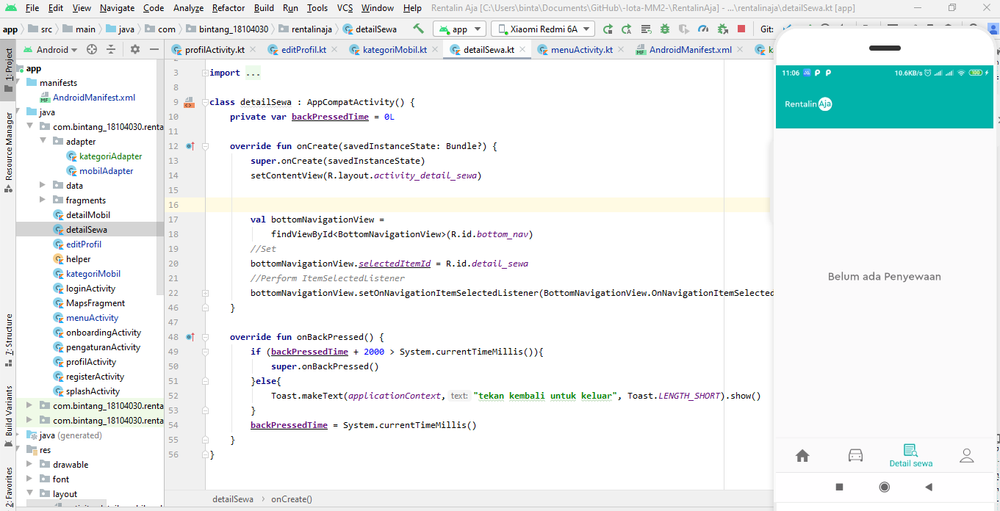 File Edit View Navigate Code Analyze Refactor Build Run Tools VCS Window Help Rentalin Aja [C:\Users\binta\Documents\GitHub\-Iota-MM2-\RentalinAja] - ...\rentalinaja\detailSewa.kt [app]
app src main java com bintang_18104030 rentalinaja detailSewa app Xiaomi Redmi 6A Git:
Android profilActivity.kt editProfil.kt kategoriMobil.kt detailSewa.kt menuActivity.kt AndroidManifest.xml
1: Project
Resource Manager
7: Structure
Build Variants
2: Favorites
app
manifests
AndroidManifest.xml
java
com.bintang_18104030.renta
adapter
kategoriAdapter
mobilAdapter
data
fragments
detailMobil
detailSewa
editProfil
helper
kategoriMobil
loginActivity
MapsFragment
menuActivity
onboardingActivity
pengaturanActivity
profilActivity
registerActivity
splashActivity
com.bintang_18104030.renta
com.bintang_18104030.renta
java (generated)
res
drawable
font
layout
3 import ...
8
9 class detailSewa : AppCompatActivity() {
10 private var backPressedTime = 0L
11
12 override fun onCreate(savedInstanceState: Bundle?) {
13 super.onCreate(savedInstanceState)
14 setContentView(R.layout.activity_detail_sewa)
15
16
17 val bottomNavigationView =
18 findViewById<BottomNavigationView>(R.id.bottom_nav)
19 //Set
20 bottomNavigationView.selectedItemId = R.id.detail_sewa
21 //Perform ItemSelectedListener
22 bottomNavigationView.setOnNavigationItemSelectedListener(BottomNavigationView.OnNavigationItemSelected
46 }
47
48 override fun onBackPressed() {
49 if (backPressedTime + 2000 > System.currentTimeMillis()){
50 super.onBackPressed()
51 }else{
52 Toast.makeText(applicationContext, text: "tekan kembali untuk keluar", Toast.LENGTH_SHORT).show()
53 }
54 backPressedTime = System.currentTimeMillis()
55 }
56 }
detailSewa onCreate()
11:06 10.6KB/s 100
Rentalin Aja
Belum ada Penyewaan
Detail sewa